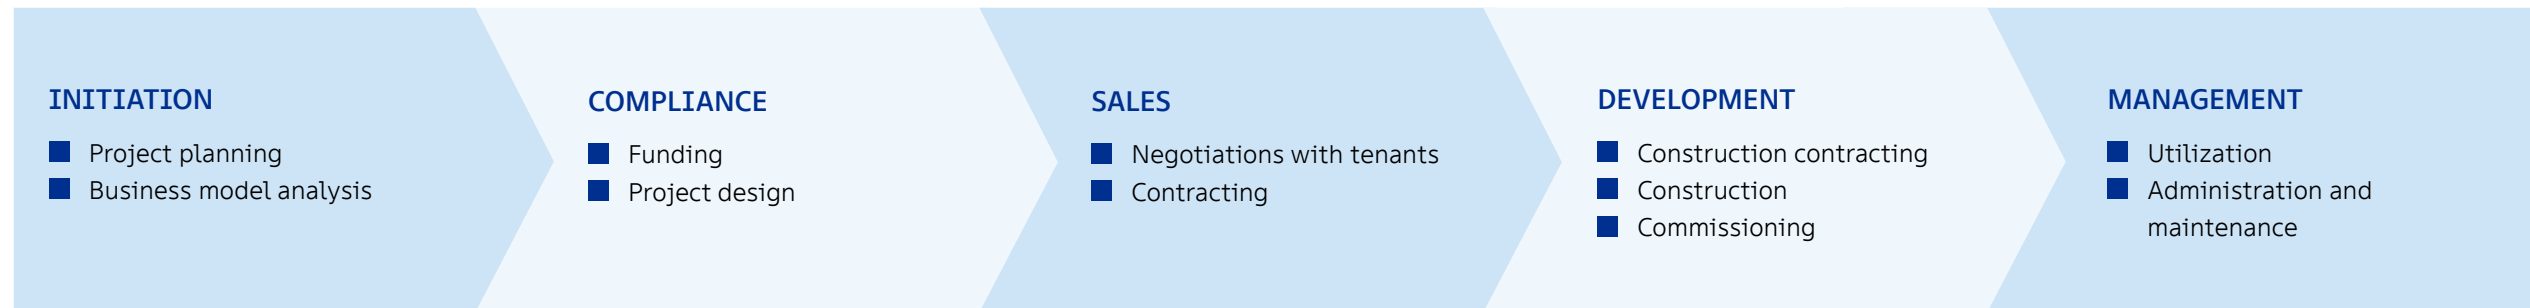 INITIATION
Project planning
Business model analysis
COMPLIANCE
Funding
Project design
SALES
Negotiations with tenants
Contracting
DEVELOPMENT
Construction contracting
Construction
Commissioning
MANAGEMENT
Utilization
Administration and
maintenance